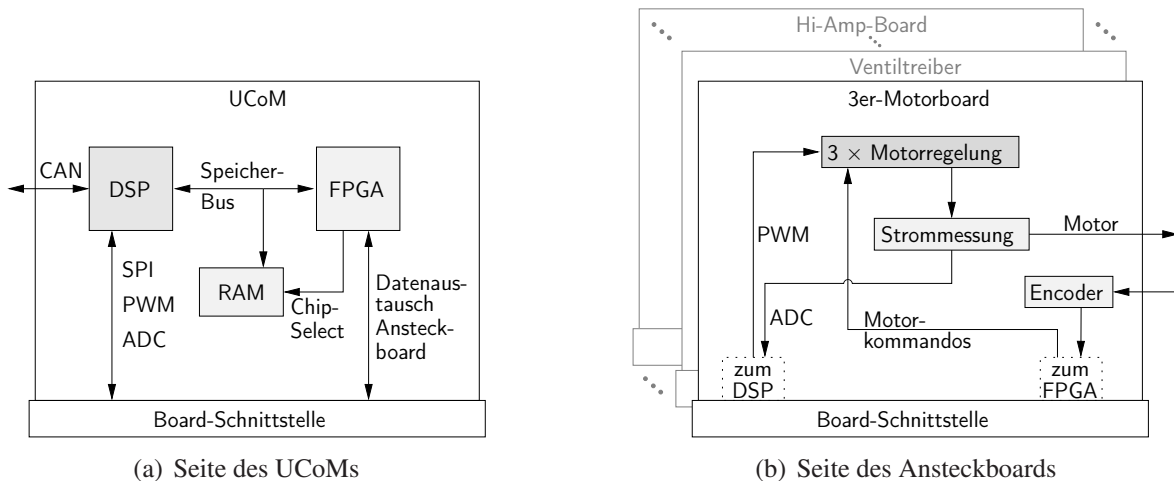 UCoM
CAN
DSP
Speicher-
Bus
FPGA
SPI
PWM
ADC
RAM
Chip-
Select
Datenaus-
tausch
Ansteck-
board
Board-Schnittstelle
(a) Seite des UCoMs
Hi-Amp-Board
Ventiltreiber
3er-Motorboard
3 × Motorregelung
PWM
Strommessung
Motor
Encoder
ADC
Motor-
kommandos
zum
DSP
zum
FPGA
Board-Schnittstelle
(b) Seite des Ansteckboards